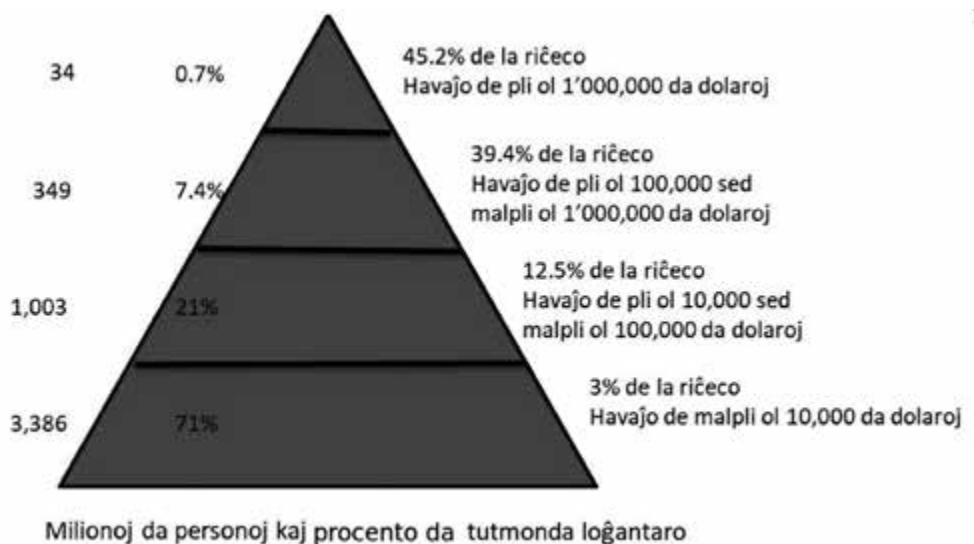 34 0.7% 45.2% de la riĉeco
Havaĵo de pli ol 1’000,000 da dolaroj
349 7.4% 39.4% de la riĉeco
Havaĵo de pli ol 100,000 sed
malpli ol 1’000,000 da dolaroj
1,003 21% 12.5% de la riĉeco
Havaĵo de pli ol 10,000 sed
malpli ol 100,000 da dolaroj
3,386 71% 3% de la riĉeco
Havaĵo de malpli ol 10,000 da dolaroj
Milionoj da personoj kaj procento da tutmonda loĝantaro